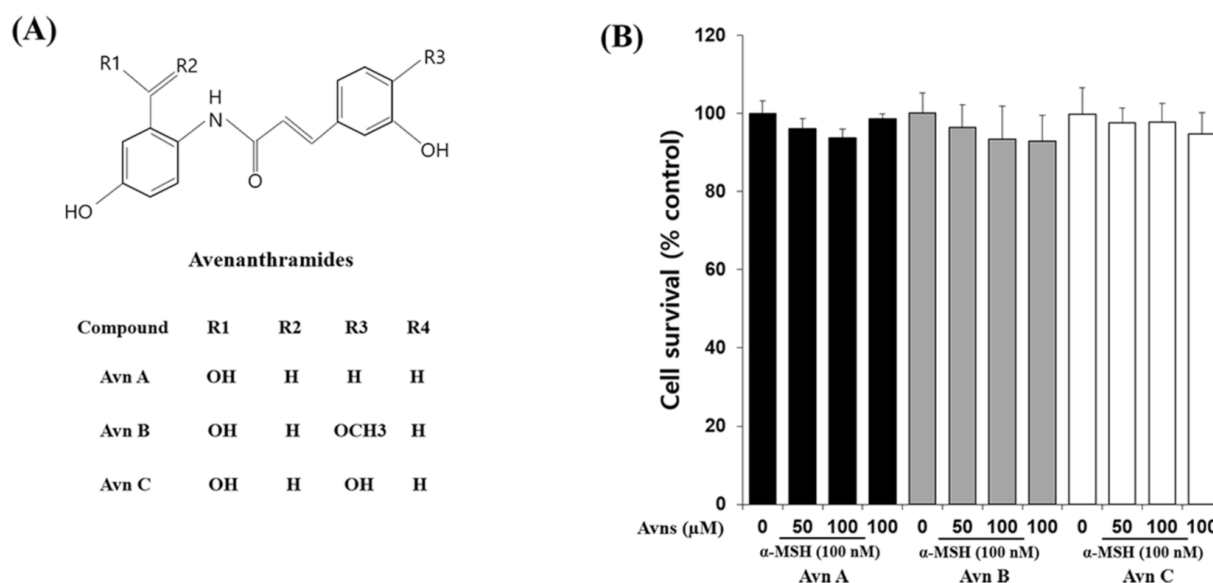 (A)
R1
R2
R3
H
N
O
OH
HO
Avenanthramides
Compound R1 R2 R3 R4
Avn A OH H H H
Avn B OH H OCH3 H
Avn C OH H OH H
(B)
Cell survival (% control)
120
100
80
60
40
20
0
Avns (μM) 0 50 100 100 0 50 100 100 0 50 100 100
α-MSH (100 nM) α-MSH (100 nM) α-MSH (100 nM)
Avn A Avn B Avn C